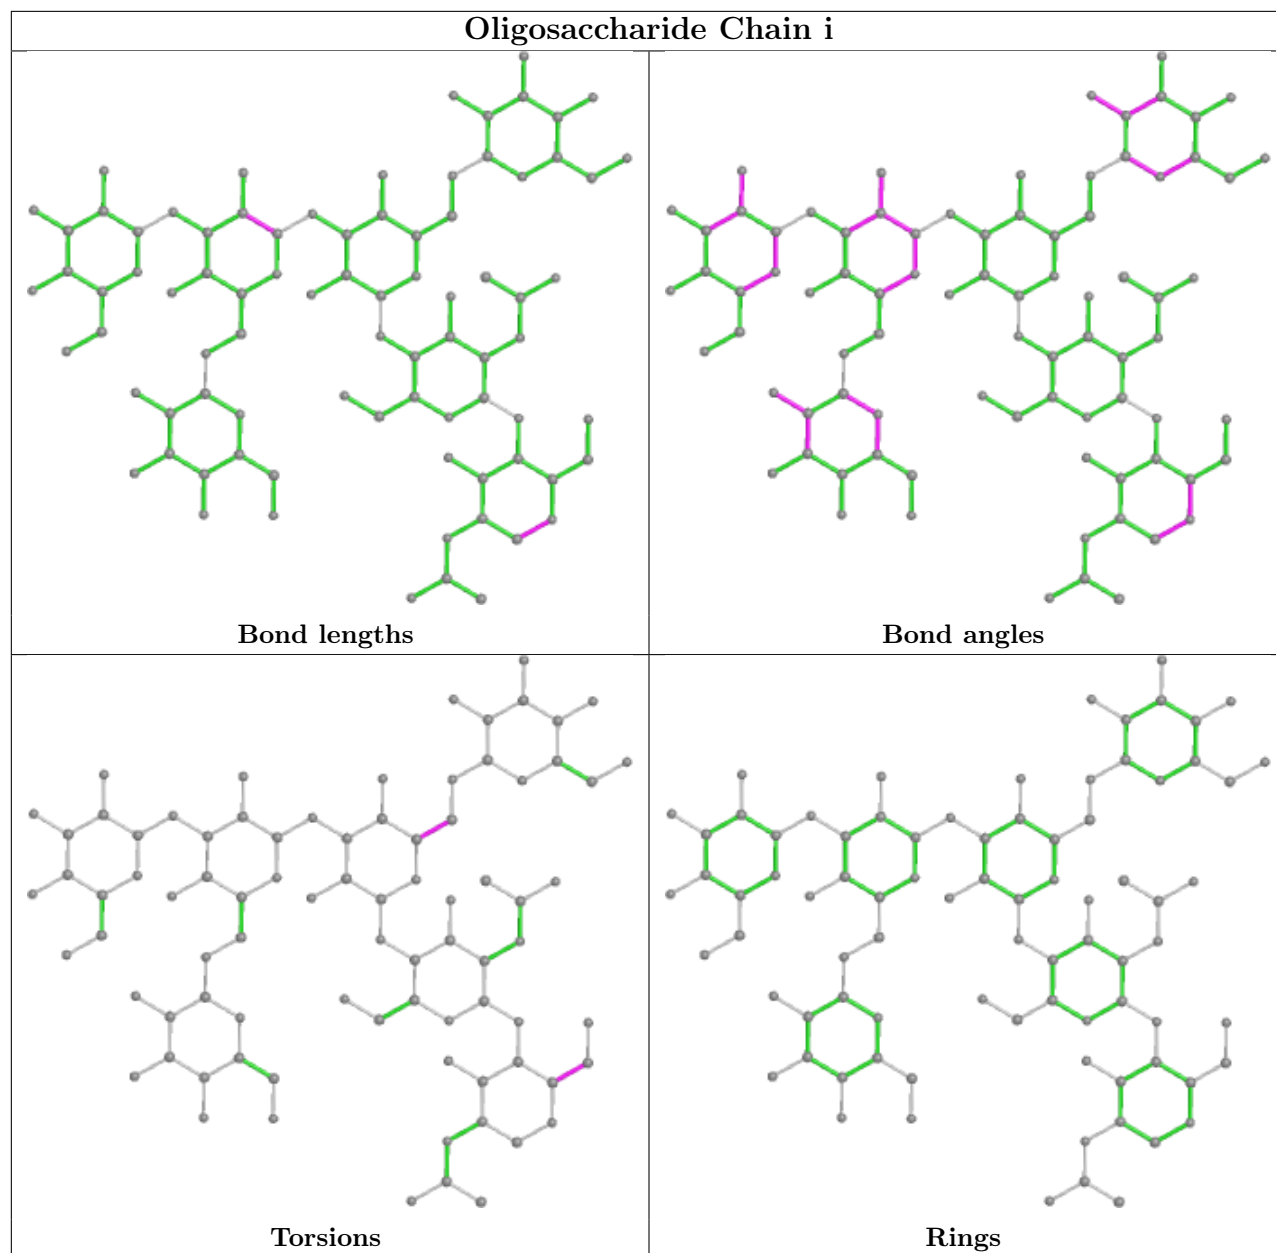 Oligosaccharide Chain i
Bond lengths
Bond angles
Torsions
Rings